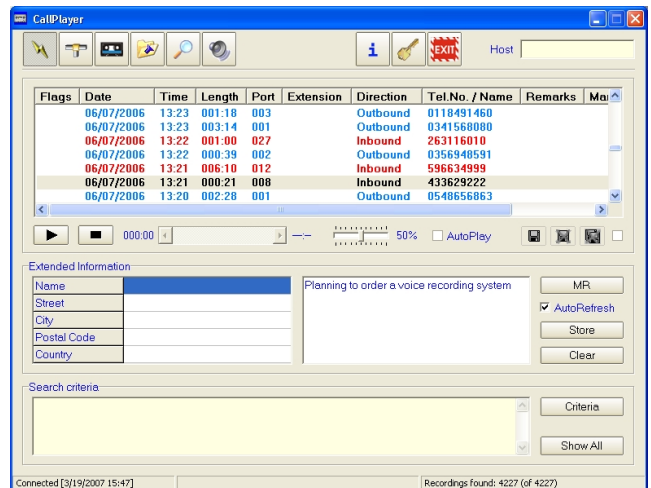 CallPlayer
i EXIT Host
Flags Date Time Length Port Extension Direction Tel.No. / Name Remarks Ma
06/07/2006 13:23 001:18 003 Outbound 0118491460
06/07/2006 13:23 003:14 001 Outbound 0341568080
06/07/2006 13:22 001:00 027 Inbound 263116010
06/07/2006 13:22 000:39 002 Outbound 0356948591
06/07/2006 13:21 006:10 012 Inbound 596634999
06/07/2006 13:21 000:21 008 Inbound 433629222
06/07/2006 13:20 002:28 001 Outbound 0548656863
000:00 --:-- 50% AutoPlay
Extended Information
Name Planning to order a voice recording system MR
Street AutoRefresh
City Store
Postal Code
Country Clear
Search criteria
Criteria
Show All
Connected [3/19/2007 15:47] Recordings found: 4227 (of 4227)